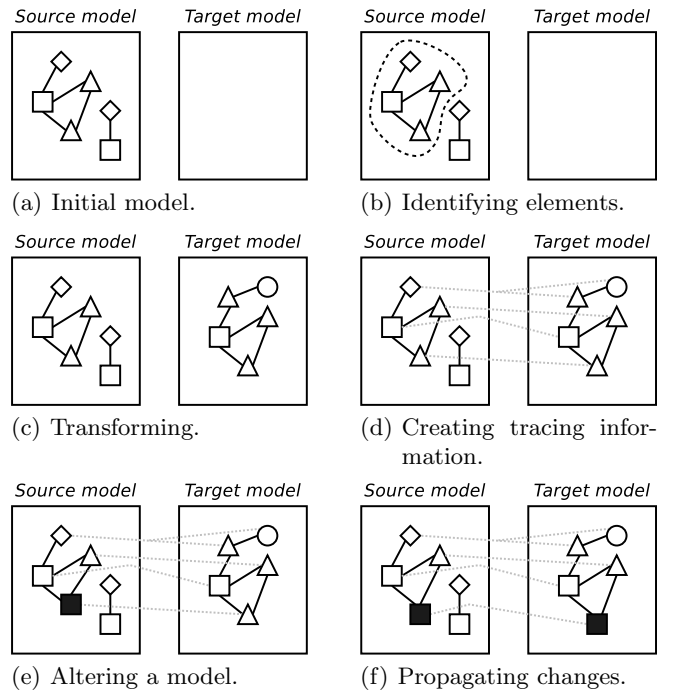 Source model Target model Source model Target model
(a) Initial model. (b) Identifying elements.
Source model Target model Source model Target model
(c) Transforming. (d) Creating tracing infor-
mation.
Source model Target model Source model Target model
(e) Altering a model. (f) Propagating changes.